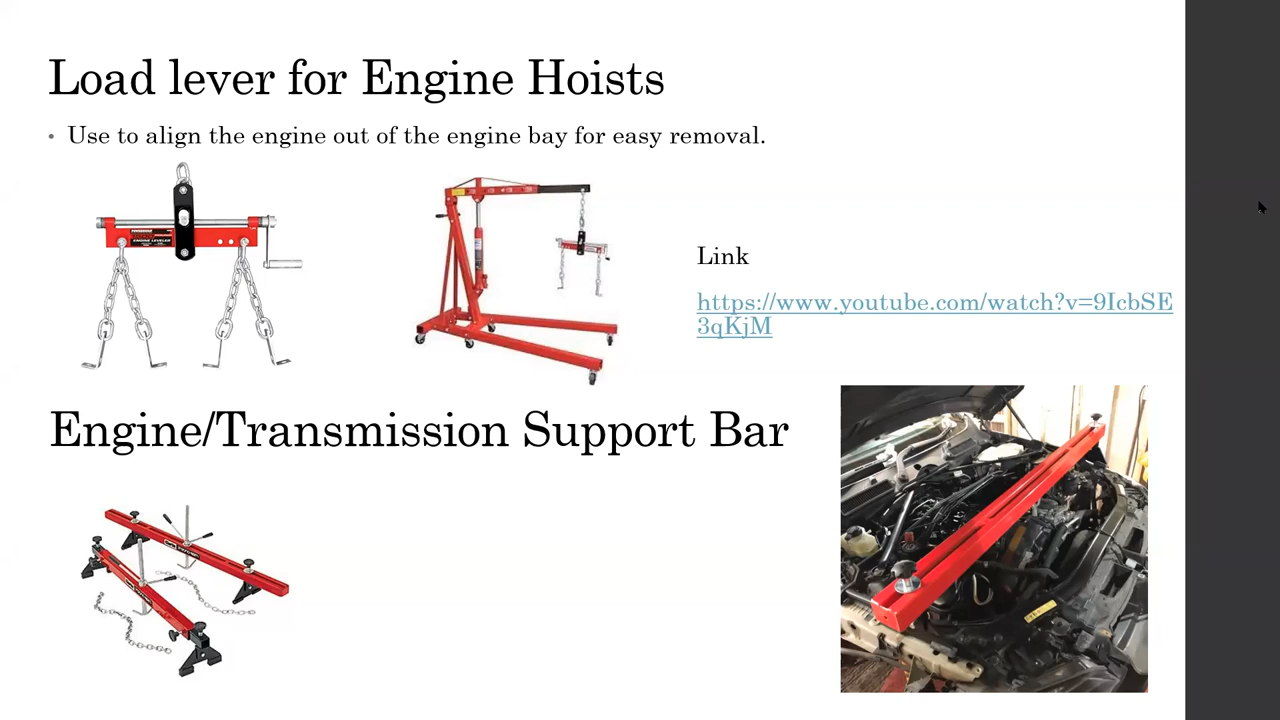 Load lever for Engine Hoists
• Use to align the engine out of the engine bay for easy removal.
ENGINE LEVELER
Link
https://www.youtube.com/watch?v=9IcbSE
3qKjM
Engine/Transmission Support Bar